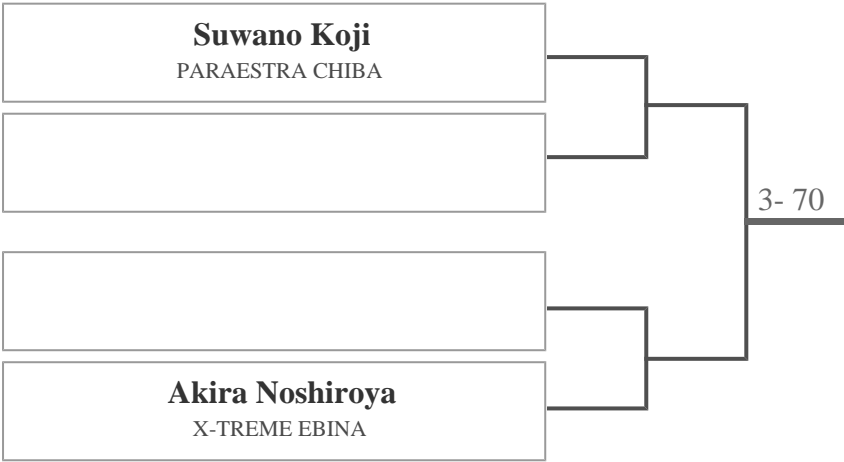 Suwano Koji
PARAESTRA CHIBA
3- 70
Akira Noshiroya
X-TREME EBINA